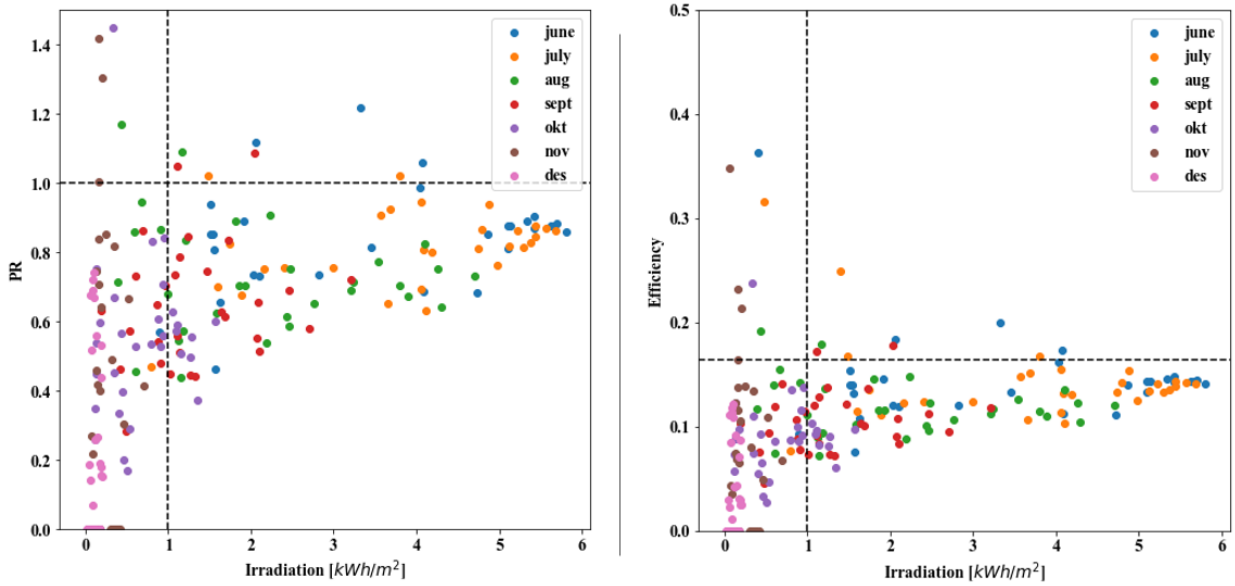 1.4
1.2
1.0
0.8
0.6
0.4
0.2
0.0
PR
0 1 2 3 4 5 6
Irradiation [kWh/m²]
june
july
aug
sept
okt
nov
des
0.5
0.4
0.3
0.2
0.1
0.0
Efficiency
0 1 2 3 4 5 6
Irradiation [kWh/m²]
june
july
aug
sept
okt
nov
des